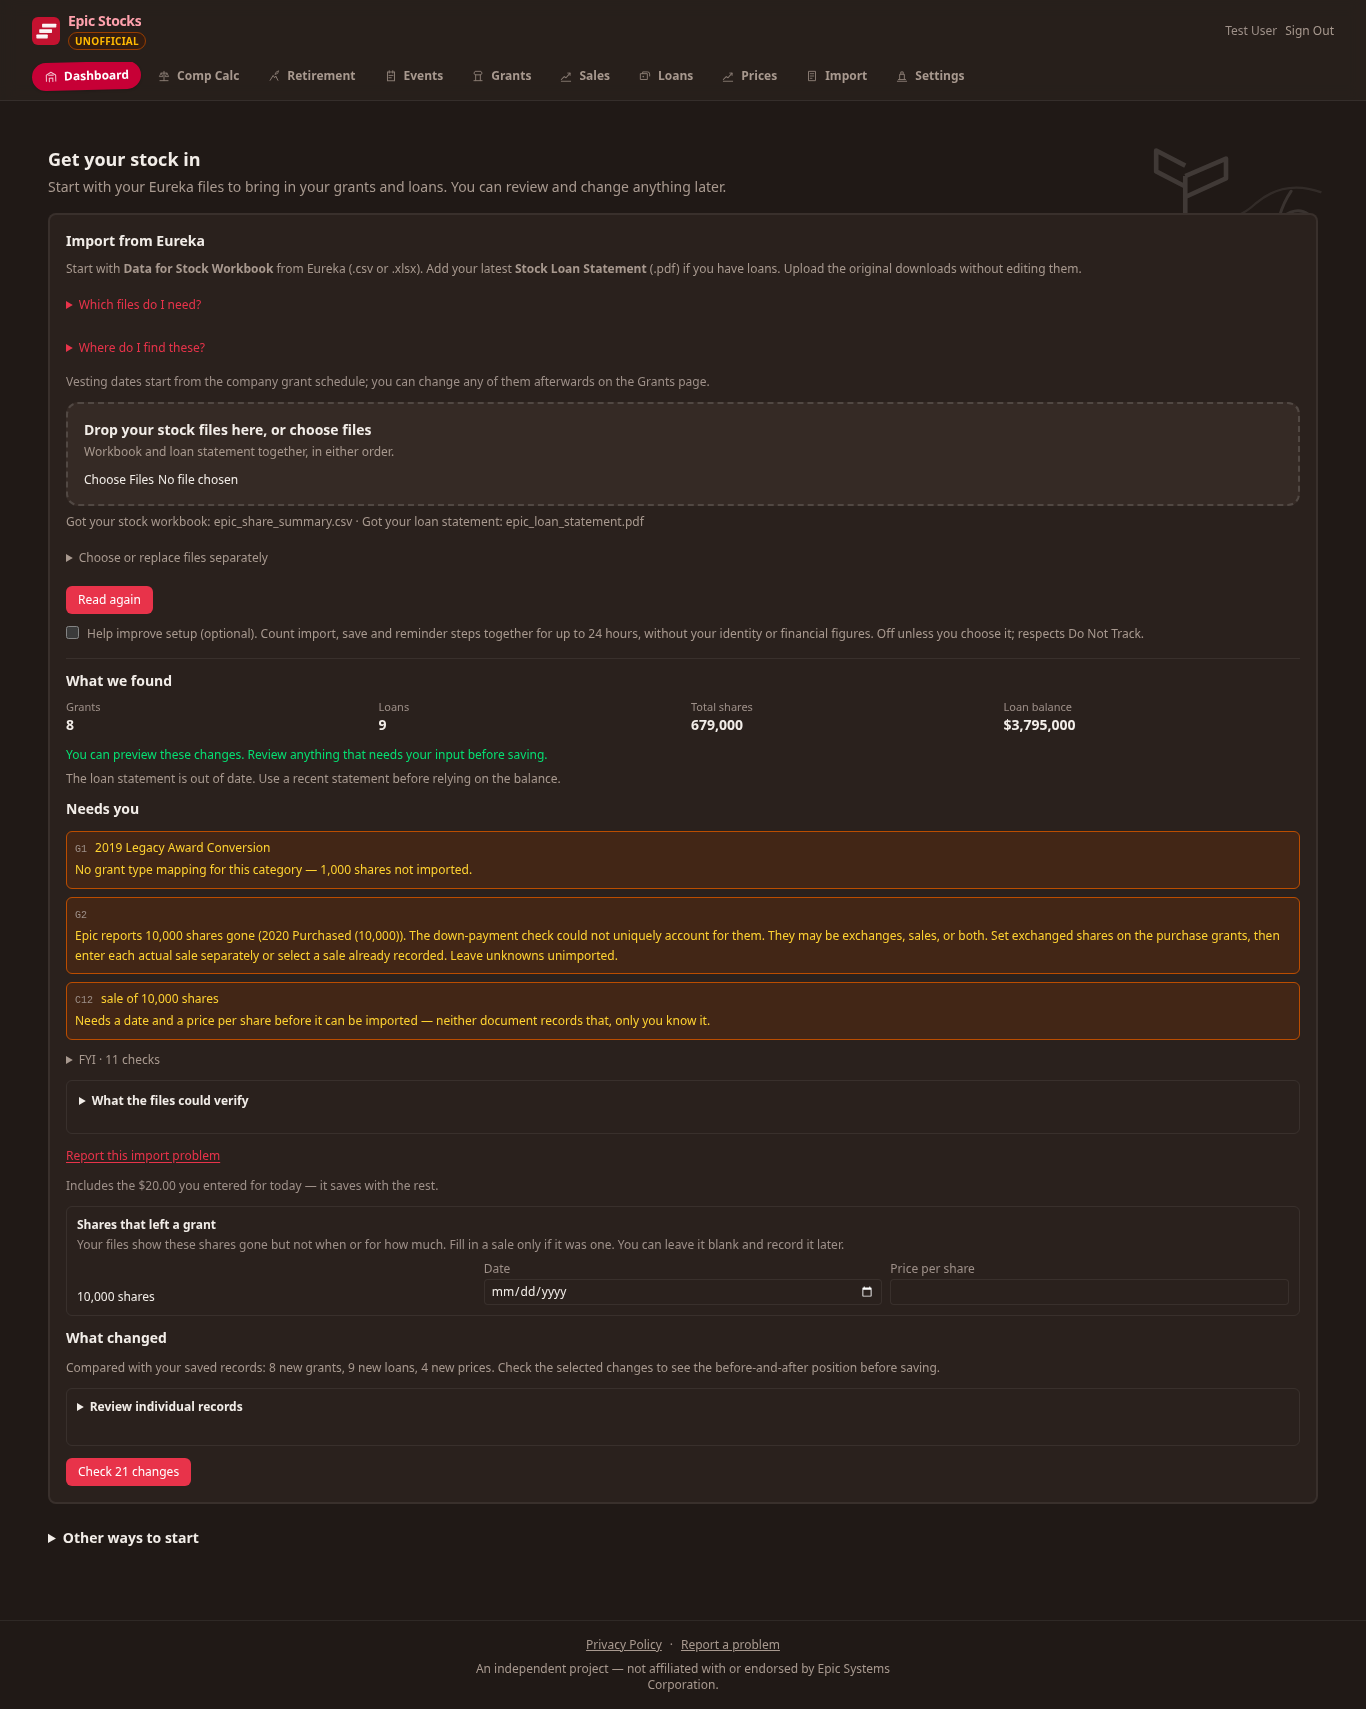 Epic Stocks
UNOFFICIAL
Test User Sign Out
Dashboard Comp Calc Retirement Events Grants Sales Loans Prices Import Settings
Get your stock in
Start with your Eureka files to bring in your grants and loans. You can review and change anything later.
Import from Eureka
Start with Data for Stock Workbook from Eureka (.csv or .xlsx). Add your latest Stock Loan Statement (.pdf) if you have loans. Upload the original downloads without editing them.
Which files do I need?
Where do I find these?
Vesting dates start from the company grant schedule; you can change any of them afterwards on the Grants page.
Drop your stock files here, or choose files
Workbook and loan statement together, in either order.
Choose Files No file chosen
Got your stock workbook: epic_share_summary.csv · Got your loan statement: epic_loan_statement.pdf
Choose or replace files separately
Read again
Help improve setup (optional). Count import, save and reminder steps together for up to 24 hours, without your identity or financial figures. Off unless you choose it; respects Do Not Track.
What we found
Grants Loans Total shares Loan balance
8 9 679,000 $3,795,000
You can preview these changes. Review anything that needs your input before saving.
The loan statement is out of date. Use a recent statement before relying on the balance.
Needs you
G1 2019 Legacy Award Conversion
No grant type mapping for this category — 1,000 shares not imported.
G2
Epic reports 10,000 shares gone (2020 Purchased (10,000)). The down-payment check could not uniquely account for them. They may be exchanges, sales, or both. Set exchanged shares on the purchase grants, then
enter each actual sale separately or select a sale already recorded. Leave unknowns unimported.
C12 sale of 10,000 shares
Needs a date and a price per share before it can be imported — neither document records that, only you know it.
FYI · 11 checks
What the files could verify
Report this import problem
Includes the $20.00 you entered for today — it saves with the rest.
Shares that left a grant
Your files show these shares gone but not when or for how much. Fill in a sale only if it was one. You can leave it blank and record it later.
Date Price per share
10,000 shares mm/dd/yyyy
What changed
Compared with your saved records: 8 new grants, 9 new loans, 4 new prices. Check the selected changes to see the before-and-after position before saving.
Review individual records
Check 21 changes
Other ways to start
Privacy Policy · Report a problem
An independent project — not affiliated with or endorsed by Epic Systems
Corporation.